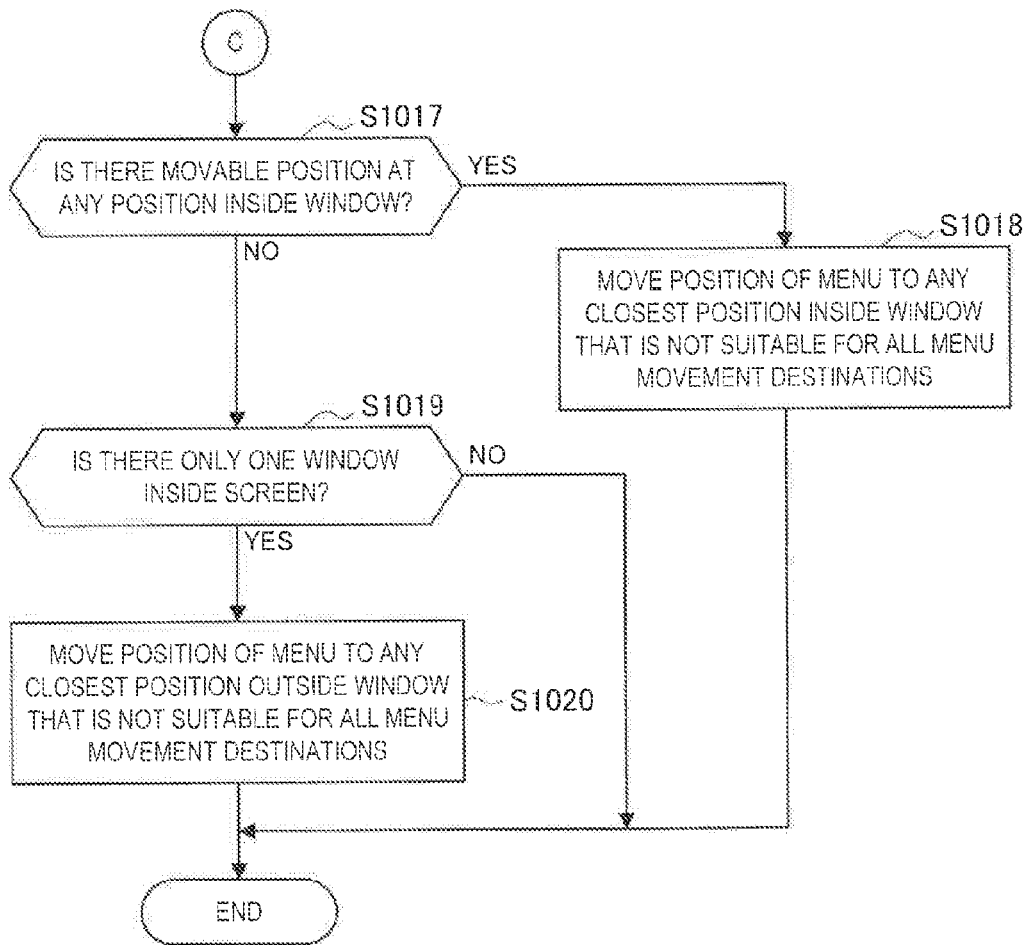 C
S1017
IS THERE MOVABLE POSITION AT
ANY POSITION INSIDE WINDOW?
YES
NO
S1018
MOVE POSITION OF MENU TO ANY
CLOSEST POSITION INSIDE WINDOW
THAT IS NOT SUITABLE FOR ALL MENU
MOVEMENT DESTINATIONS
S1019
IS THERE ONLY ONE WINDOW
INSIDE SCREEN?
NO
YES
MOVE POSITION OF MENU TO ANY
CLOSEST POSITION OUTSIDE WINDOW
THAT IS NOT SUITABLE FOR ALL MENU
MOVEMENT DESTINATIONS
S1020
END